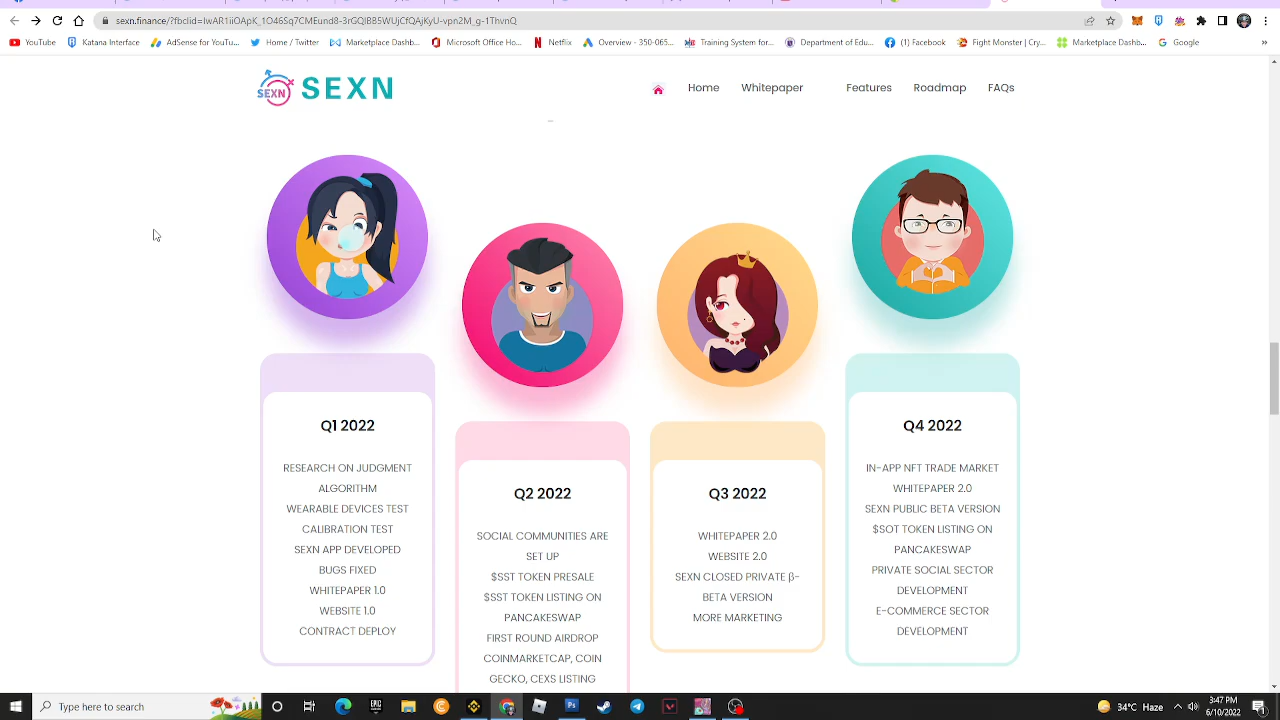 sexn.finance/?fbclid=IwAR1iiOApK_1O46Sq7CMEund8-3rGQJBB5WUjCfQAjKyU-vpn2M_g-1ThvnQ
YouTube Katana Interface AdSense for YouTu... Home / Twitter Marketplace Dashb... Microsoft Office Ho... Netflix Overview - 350-065... Training System for... Department of Edu... (1) Facebook Fight Monster | Cry... Marketplace Dashb... Google »
SEXN SEXN Home Whitepaper Features Roadmap FAQs
Q1 2022
RESEARCH ON JUDGMENT
ALGORITHM
WEARABLE DEVICES TEST
CALIBRATION TEST
SEXN APP DEVELOPED
BUGS FIXED
WHITEPAPER 1.0
WEBSITE 1.0
CONTRACT DEPLOY
Q2 2022
SOCIAL COMMUNITIES ARE
SET UP
$SST TOKEN PRESALE
$SST TOKEN LISTING ON
PANCAKESWAP
FIRST ROUND AIRDROP
COINMARKETCAP, COIN
GECKO, CEXS LISTING
Q3 2022
WHITEPAPER 2.0
WEBSITE 2.0
SEXN CLOSED PRIVATE β-
BETA VERSION
MORE MARKETING
Q4 2022
IN-APP NFT TRADE MARKET
WHITEPAPER 2.0
SEXN PUBLIC BETA VERSION
$SOT TOKEN LISTING ON
PANCAKESWAP
PRIVATE SOCIAL SECTOR
DEVELOPMENT
E-COMMERCE SECTOR
DEVELOPMENT
Type here to search
34°C Haze
3:47 PM
6/10/2022